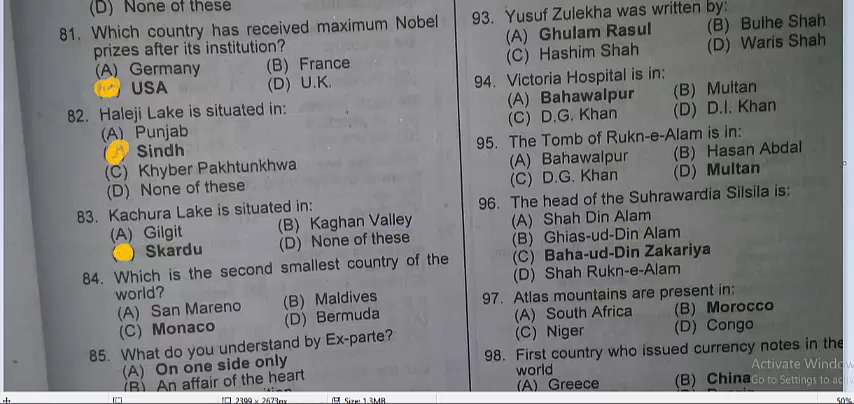 (D) None of these
81. Which country has received maximum Nobel
prizes after its institution?
(A) Germany (B) France
USA (D) U.K.
82. Haleji Lake is situated in:
(A) Punjab
Sindh
(C) Khyber Pakhtunkhwa
(D) None of these
83. Kachura Lake is situated in:
(A) Gilgit (B) Kaghan Valley
Skardu (D) None of these
84. Which is the second smallest country of the
world?
(A) San Mareno (B) Maldives
(C) Monaco (D) Bermuda
85. What do you understand by Ex-parte?
(A) On one side only
(B) An affair of the heart
93. Yusuf Zulekha was written by:
(A) Ghulam Rasul (B) Bulhe Shah
(C) Hashim Shah (D) Waris Shah
94. Victoria Hospital is in:
(A) Bahawalpur (B) Multan
(C) D.G. Khan (D) D.I. Khan
95. The Tomb of Rukn-e-Alam is in:
(A) Bahawalpur (B) Hasan Abdal
(C) D.G. Khan (D) Multan
96. The head of the Suhrawardia Silsila is:
(A) Shah Din Alam
(B) Ghias-ud-Din Alam
(C) Baha-ud-Din Zakariya
(D) Shah Rukn-e-Alam
97. Atlas mountains are present in:
(A) South Africa (B) Morocco
(C) Niger (D) Congo
98. First country who issued currency notes in the
world
(A) Greece (B) China
Activate Window
Go to Settings to
2399 × 2673px Size: 1.3MB 50%